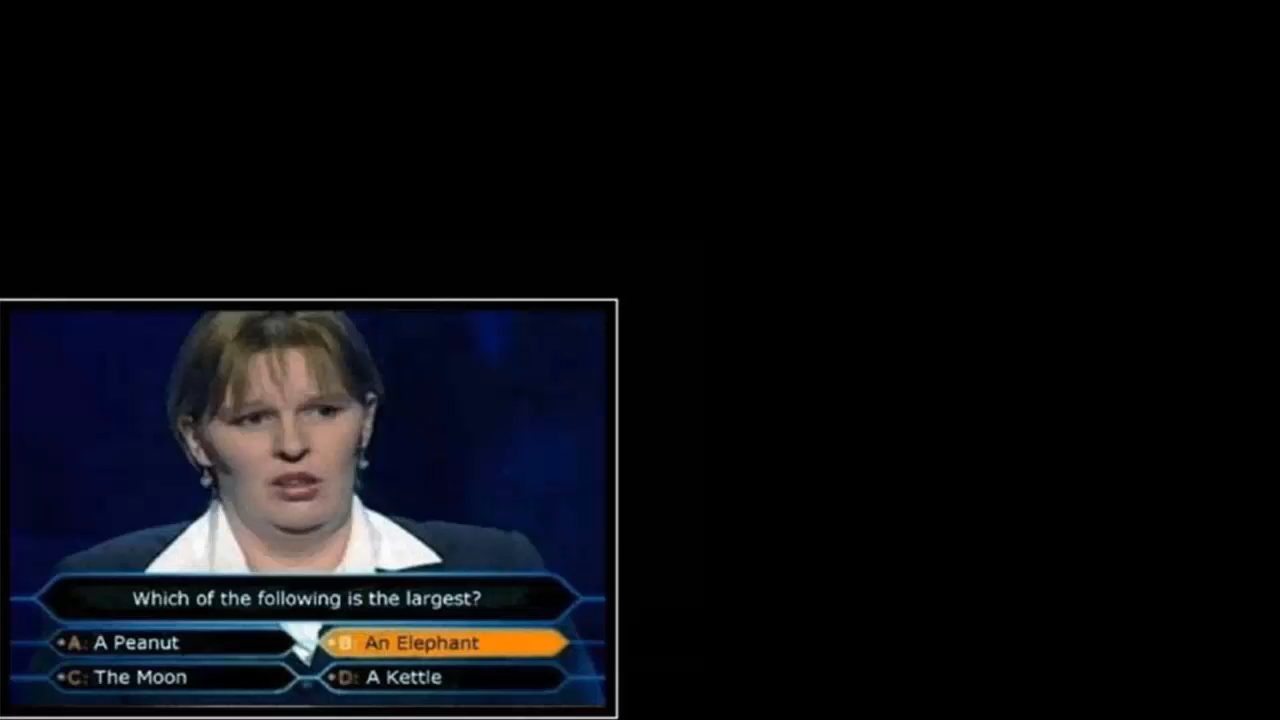 Which of the following is the largest?
A: A Peanut
B: An Elephant
C: The Moon
D: A Kettle